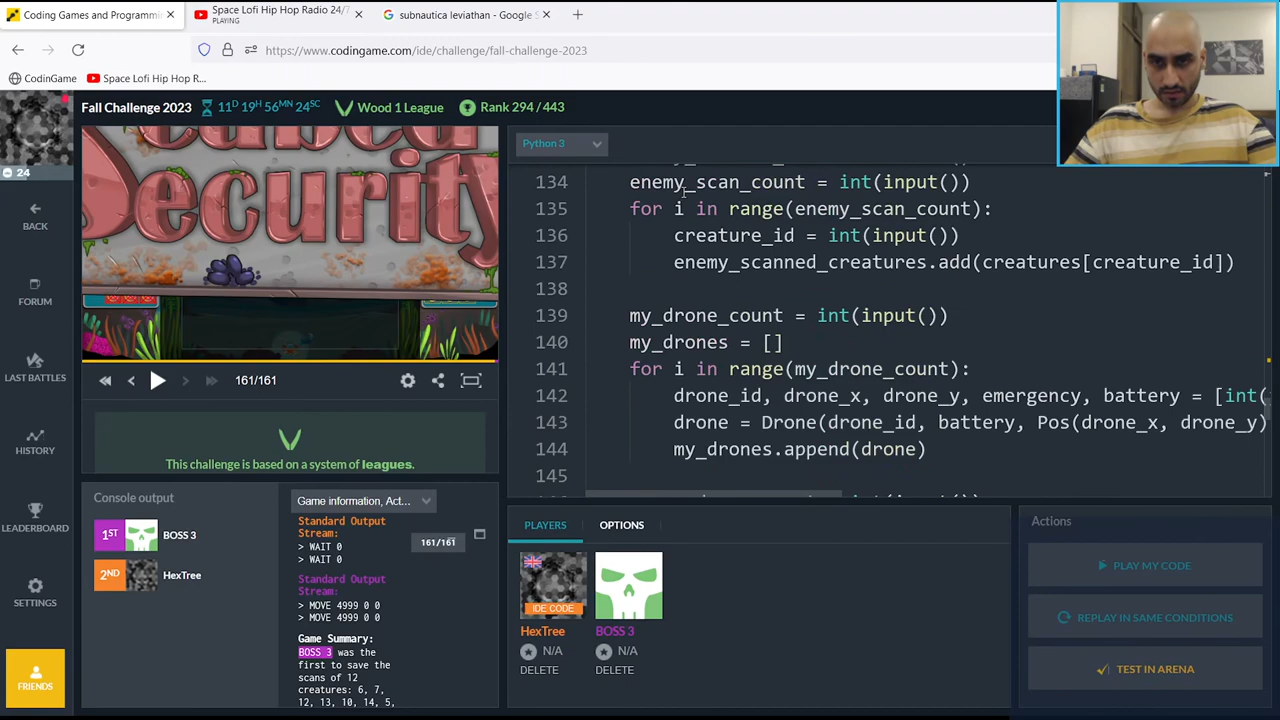 Coding Games and Programmi
Space Lofi Hip Hop Radio 24/7
PLAYING
subnautica leviathan - Google S
https://www.codingame.com/ide/challenge/fall-challenge-2023
CodinGame
Space Lofi Hip Hop R...
Fall Challenge 2023
11D 19H 56MN 24SC
Wood 1 League
Rank 294 / 443
24
BACK
FORUM
LAST BATTLES
HISTORY
LEADERBOARD
SETTINGS
FRIENDS
Seabed
Security
161/161
This challenge is based on a system of leagues.
Console output
1ST BOSS 3
2ND HexTree
Game information, Act...
Standard Output
Stream:
> WAIT 0
> WAIT 0
Standard Output
Stream:
> MOVE 4999 0 0
> MOVE 4999 0 0
Game Summary:
BOSS 3 was the
first to save the
scans of 12
creatures: 6, 7,
12, 13, 10, 14, 5,
161/161
Python 3
134 enemy_scan_count = int(input())
135 for i in range(enemy_scan_count):
136 creature_id = int(input())
137 enemy_scanned_creatures.add(creatures[creature_id])
138
139 my_drone_count = int(input())
140 my_drones = []
141 for i in range(my_drone_count):
142 drone_id, drone_x, drone_y, emergency, battery = [int(
143 drone = Drone(drone_id, battery, Pos(drone_x, drone_y)
144 my_drones.append(drone)
145
PLAYERS
OPTIONS
IDE CODE
HexTree
N/A
DELETE
BOSS 3
N/A
DELETE
Actions
PLAY MY CODE
REPLAY IN SAME CONDITIONS
TEST IN ARENA